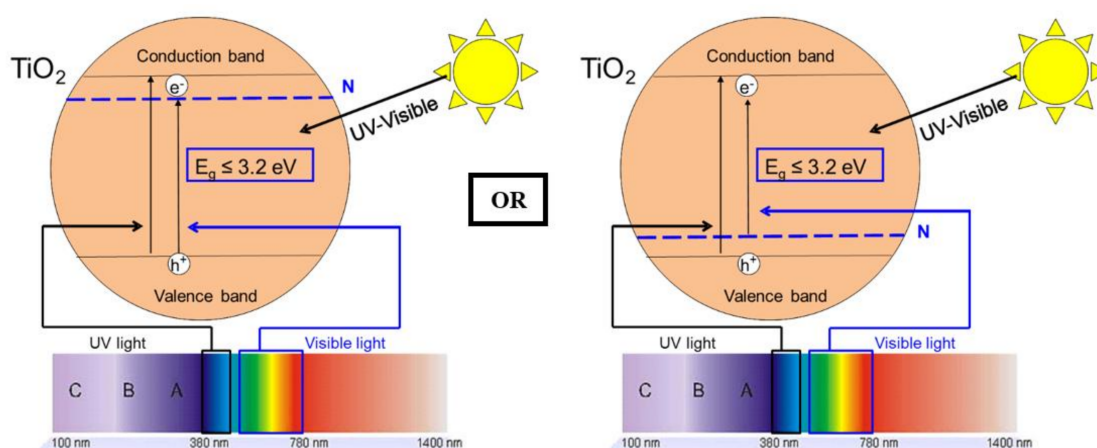 TiO2
Conduction band
e-
N
UV-Visible
Eg ≤ 3.2 eV
h+
Valence band
UV light
Visible light
C B A
100 nm 380 nm 780 nm 1400 nm
OR
TiO2
Conduction band
e-
UV-Visible
Eg ≤ 3.2 eV
N
h+
Valence band
UV light
Visible light
C B A
100 nm 380 nm 780 nm 1400 nm